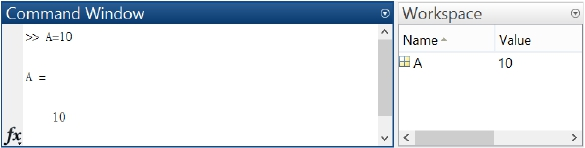 Command Window
>> A=10
A =
10
fx
Workspace
Name Value
A 10